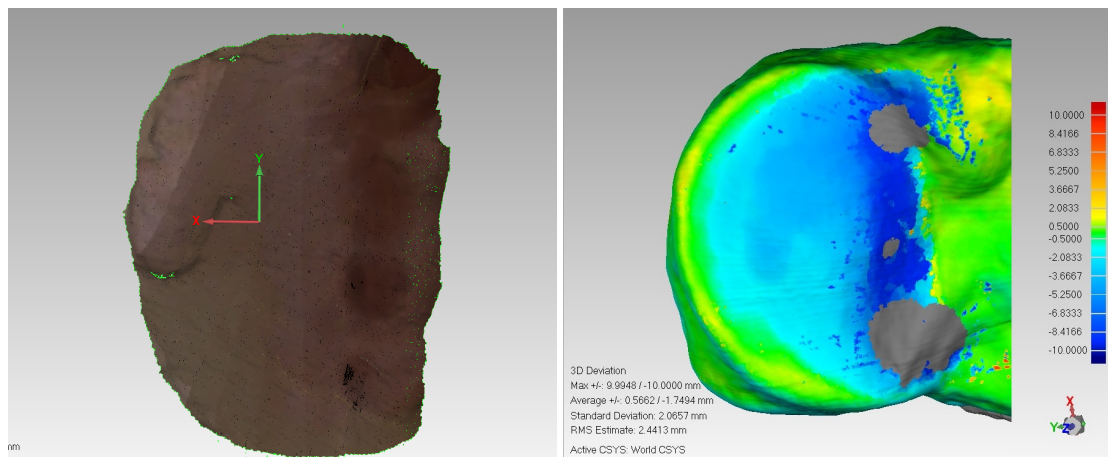 Y
X
nm
3D Deviation
Max +/-: 9.9948 / -10.0000 mm
Average +/-: 0.5662 / -1.7494 mm
Standard Deviation: 2.0657 mm
RMS Estimate: 2.4413 mm
Active CSYS: World CSYS
10.0000
8.4166
6.8333
5.2500
3.6667
2.0833
0.5000
-0.5000
-2.0833
-3.6667
-5.2500
-6.8333
-8.4166
-10.0000
X
Y
Z